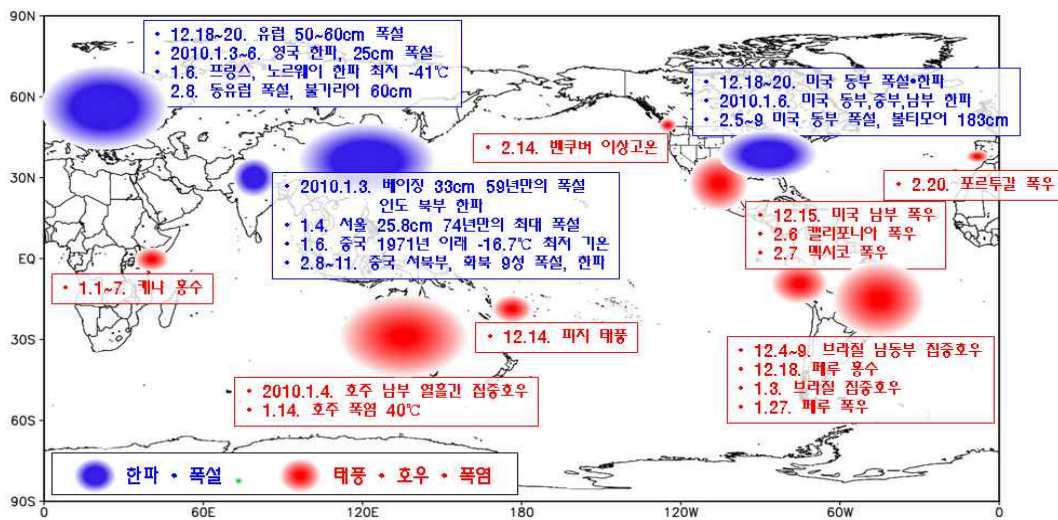 90N
• 12.18~20. 유럽 50~60cm 폭설
• 2010.1.3~6. 영국 한파, 25cm 폭설
• 1.6. 프랑스, 노르웨이 한파 최저 -41℃
2.8. 동유럽 폭설, 불가리아 60cm
• 12.18~20. 미국 동부 폭설•한파
• 2010.1.6. 미국 동부,중부,남부 한파
• 2.5~9 미국 동부 폭설, 볼티모어 183cm
60N
• 2.14. 벤쿠버 이상고온
30N
• 2010.1.3. 베이징 33cm 59년만의 폭설
인도 북부 한파
• 1.4. 서울 25.8cm 74년만의 최대 폭설
• 1.6. 중국 1971년 이래 -16.7℃ 최저 기온
• 2.8~11. 중국 서북부, 화북 9성 폭설, 한파
• 2.20. 포르투갈 폭우
• 12.15. 미국 남부 폭우
• 2.6 캘리포니아 폭우
• 2.7. 멕시코 폭우
EQ
• 1.1~7. 케냐 홍수
• 12.14. 피지 태풍
30S
• 12.4~9. 브라질 남동부 집중호우
• 12.18. 페루 홍수
• 1.3. 브라질 집중호우
• 1.27. 페루 폭우
• 2010.1.4. 호주 남부 열흘간 집중호우
• 1.14. 호주 폭염 40℃
60S
한파 • 폭설
태풍 • 호우 • 폭염
90S
0 60E 120E 180 120W 60W 0